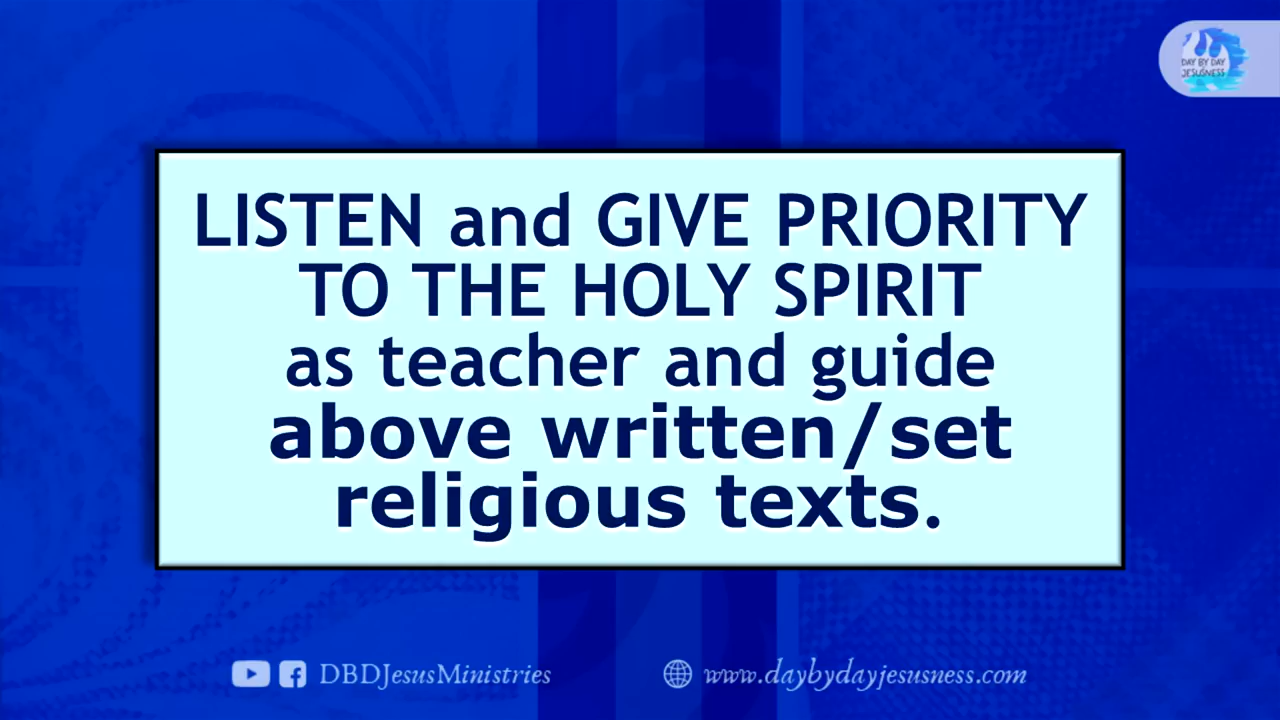 DAY BY DAY
JESUSNESS
LISTEN and GIVE PRIORITY
TO THE HOLY SPIRIT
as teacher and guide
above written/set
religious texts.
DBDJesusMinistries
www.daybydayjesusness.com